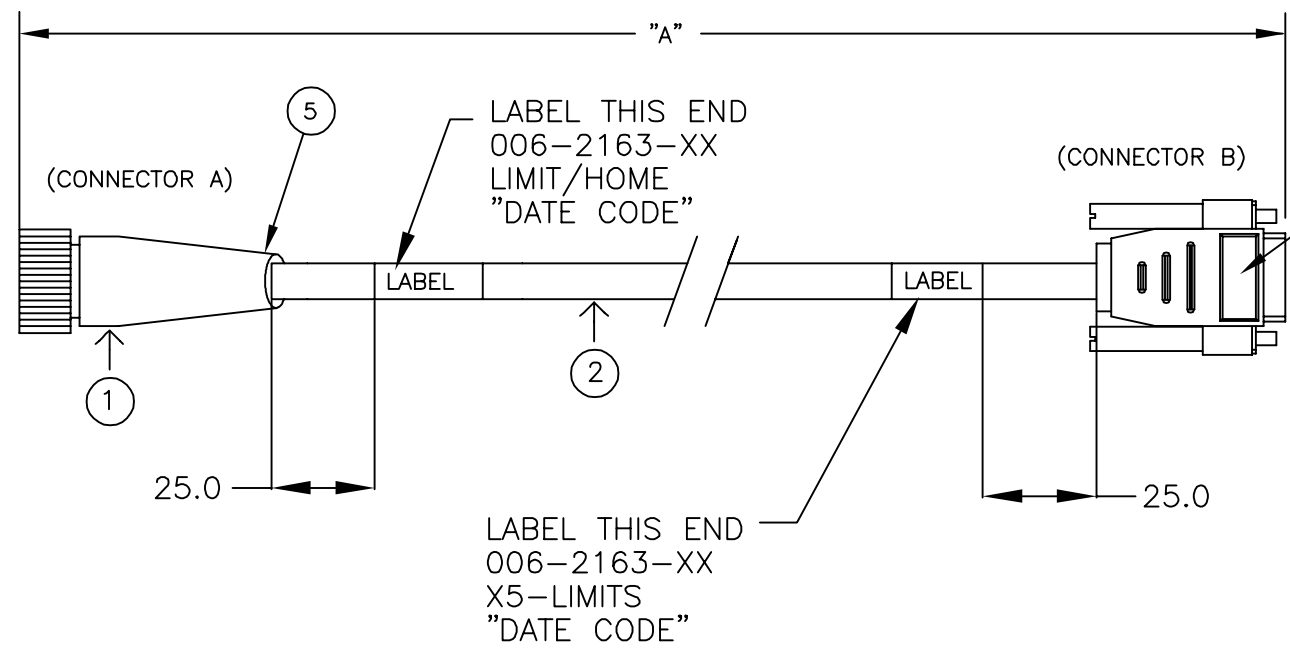 "A"
5
LABEL THIS END
006-2163-XX
LIMIT/HOME
"DATE CODE"
(CONNECTOR A)
(CONNECTOR B)
LABEL
LABEL
1
2
25.0
25.0
LABEL THIS END
006-2163-XX
X5-LIMITS
"DATE CODE"